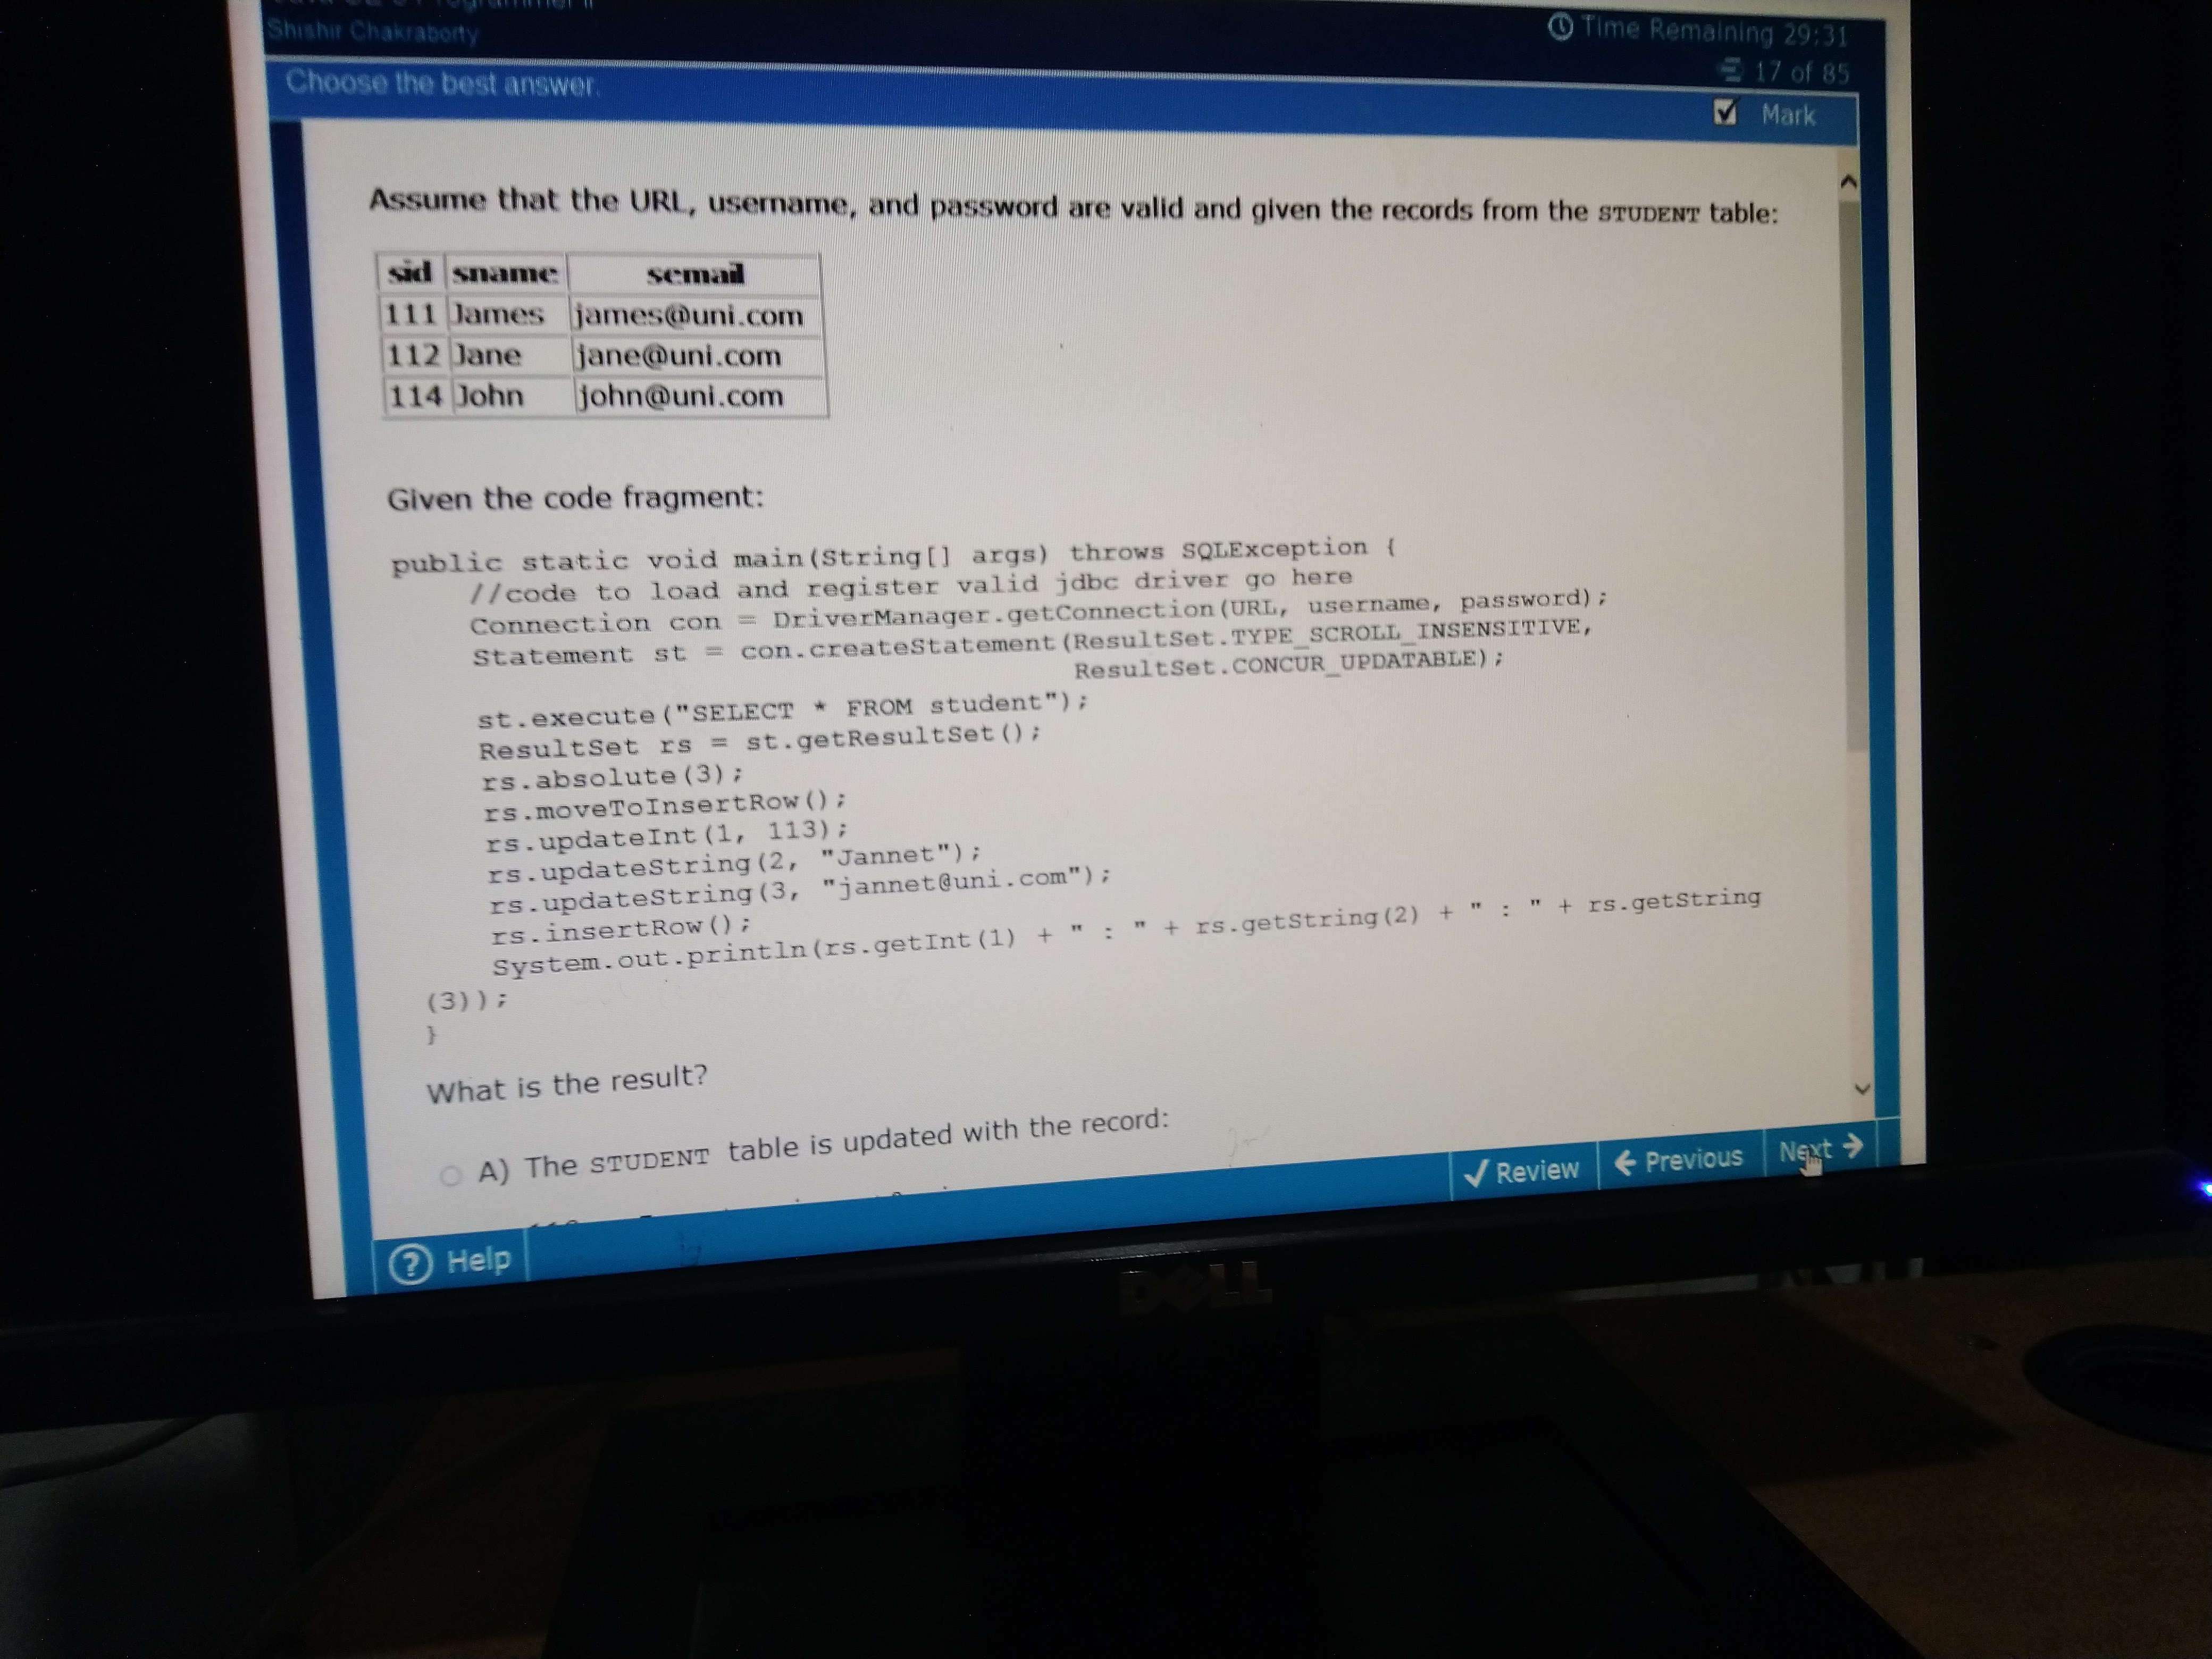 Shishir Chakraborty
Time Remaining 29:31
17 of 85
Choose the best answer.
Mark
Assume that the URL, username, and password are valid and given the records from the STUDENT table:
sid sname semail
111 James james@uni.com
112 Jane jane@uni.com
114 John john@uni.com
Given the code fragment:
public static void main(String[] args) throws SQLException {
//code to load and register valid jdbc driver go here
Connection con = DriverManager.getConnection(URL, username, password);
Statement st = con.createStatement(ResultSet.TYPE_SCROLL_INSENSITIVE,
ResultSet.CONCUR_UPDATABLE);
st.execute("SELECT * FROM student");
ResultSet rs = st.getResultSet();
rs.absolute(3);
rs.moveToInsertRow();
rs.updateInt(1, 113);
rs.updateString(2, "Jannet");
rs.updateString(3, "jannet@uni.com");
rs.insertRow();
System.out.println(rs.getInt(1) + " : " + rs.getString(2) + " : " + rs.getString
(3));
}
What is the result?
A) The STUDENT table is updated with the record:
Review
Previous
Next
? Help
DELL